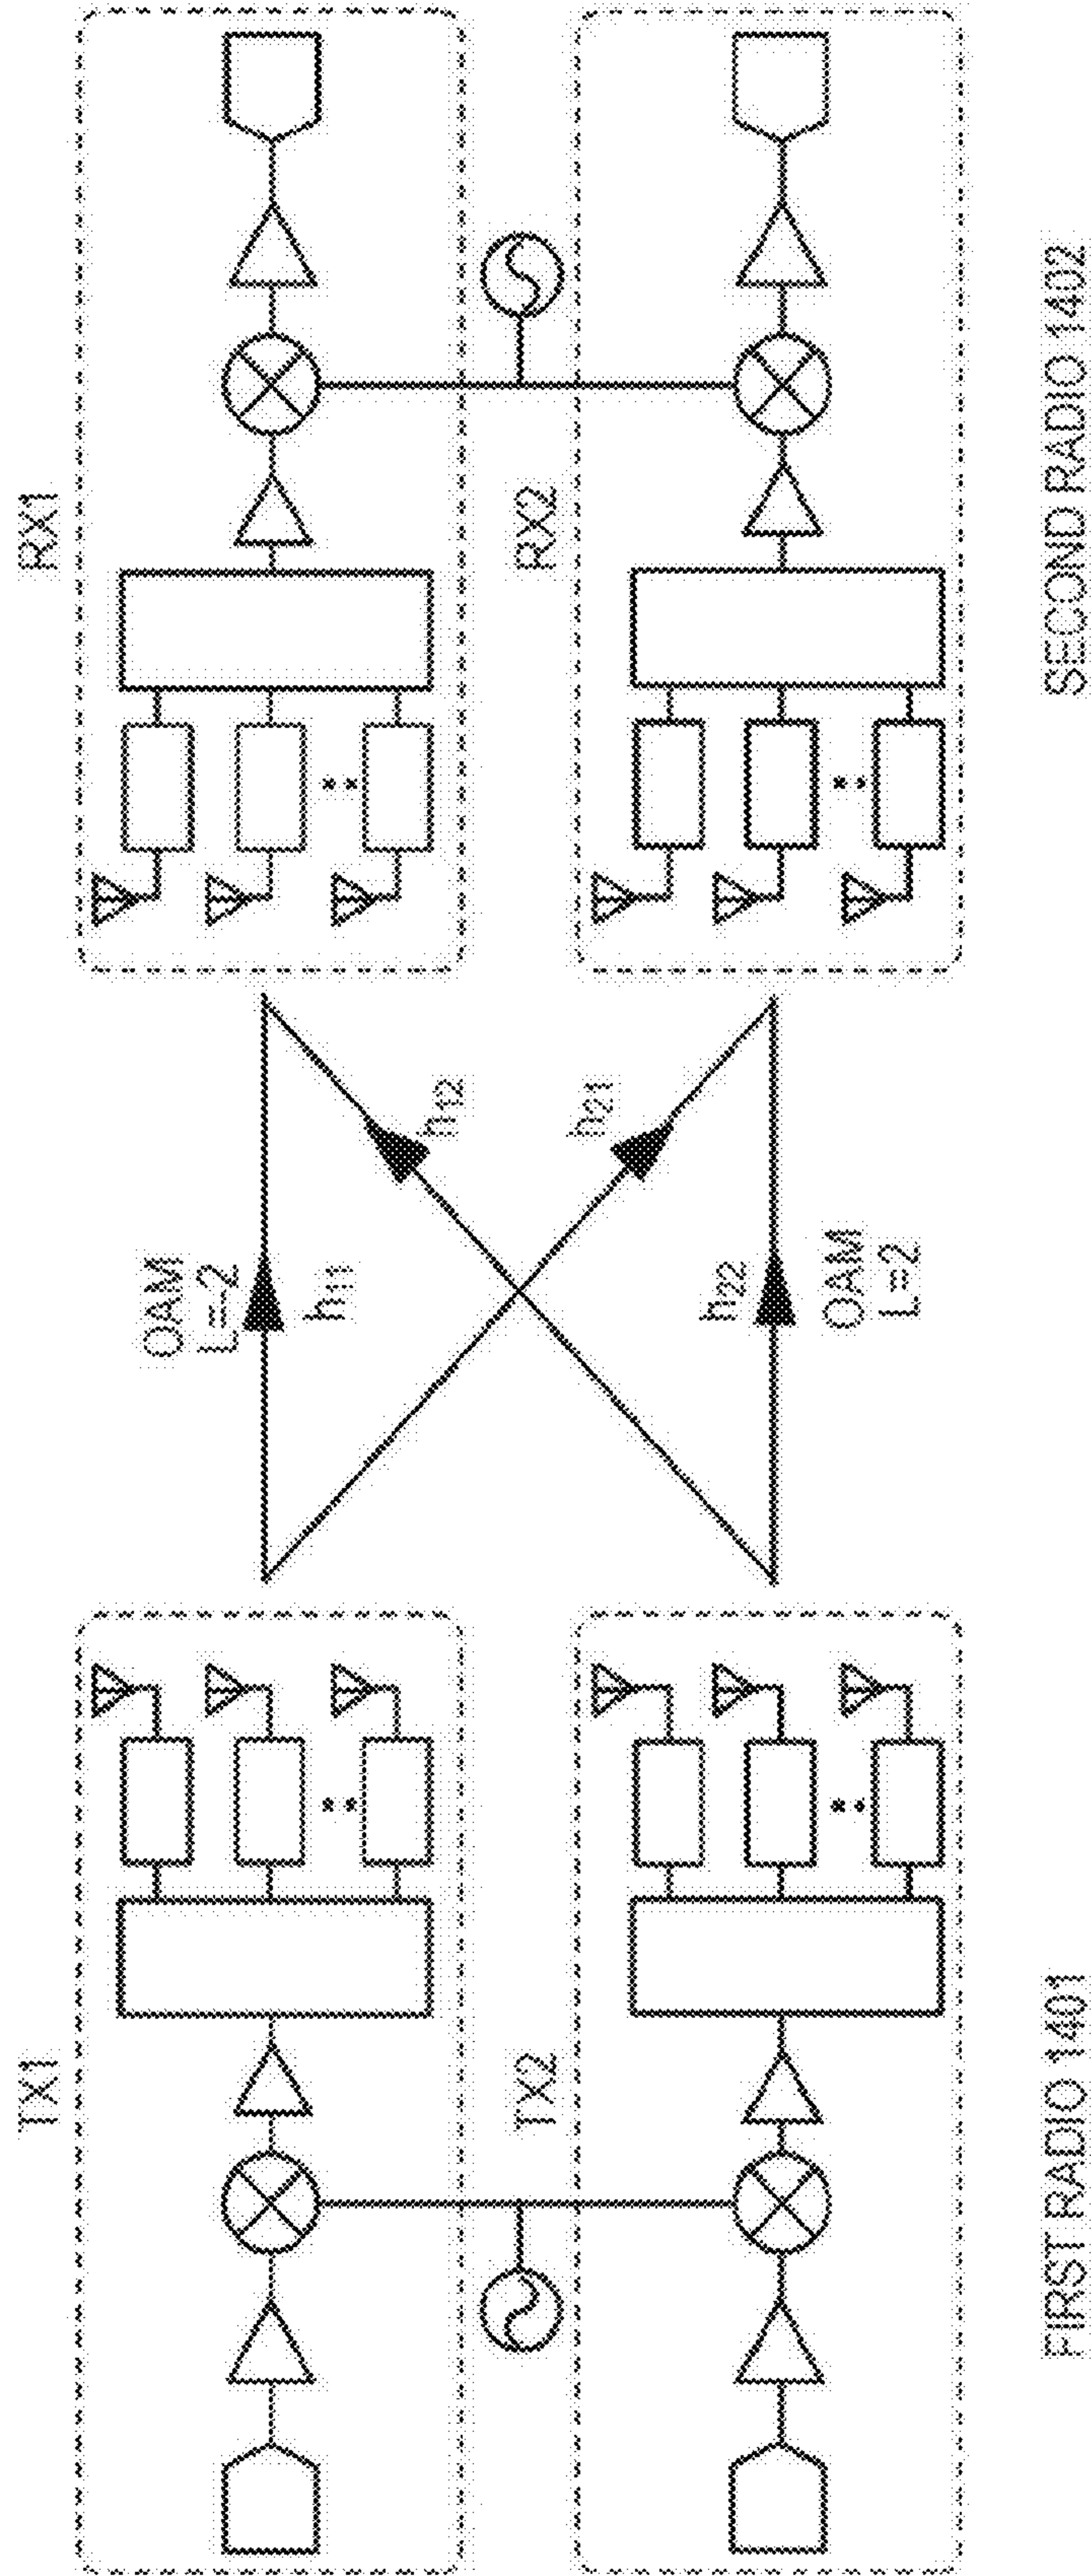 TX1
RX1
OAM
L=-2
h11
h12
TX2
RX2
h21
h22
OAM
L=2
FIRST RADIO 1401
SECOND RADIO 1402